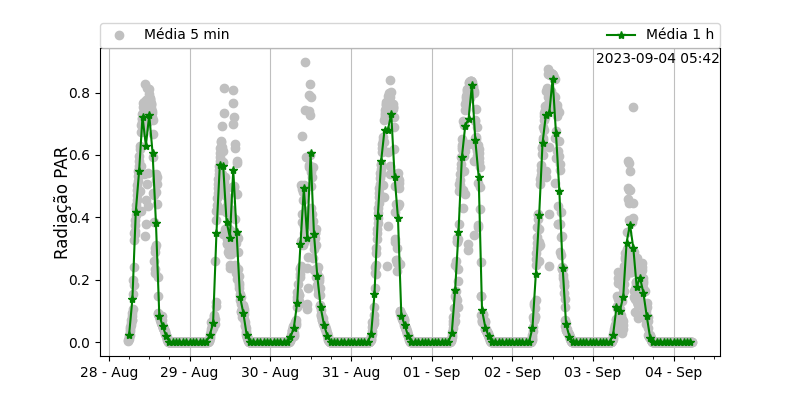 Média 5 min
Média 1 h
2023-09-04 05:42
Radiação PAR
0.8
0.6
0.4
0.2
0.0
28 - Aug
29 - Aug
30 - Aug
31 - Aug
01 - Sep
02 - Sep
03 - Sep
04 - Sep